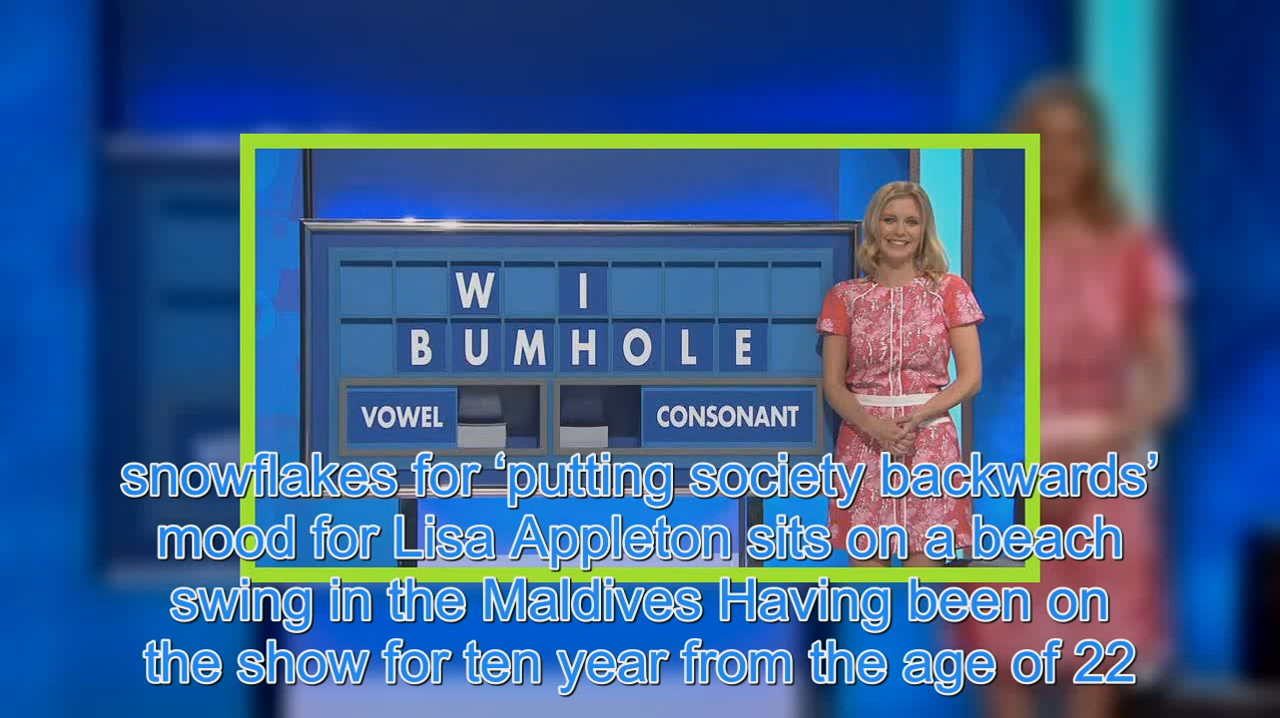 W I
BUMHOLE
VOWEL CONSONANT
snowflakes for ‘putting society backwards’
mood for Lisa Appleton sits on a beach
swing in the Maldives Having been on
the show for ten year from the age of 22